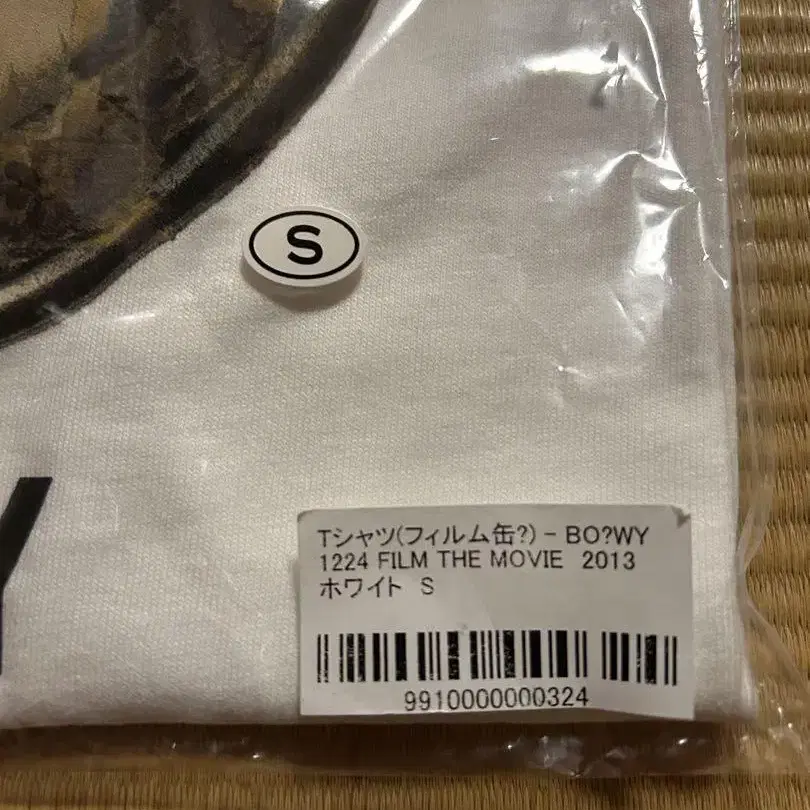 S
Tシャツ(フィルム缶?) - BO?WY
1224 FILM THE MOVIE 2013
ホワイト S
9910000000324
Y